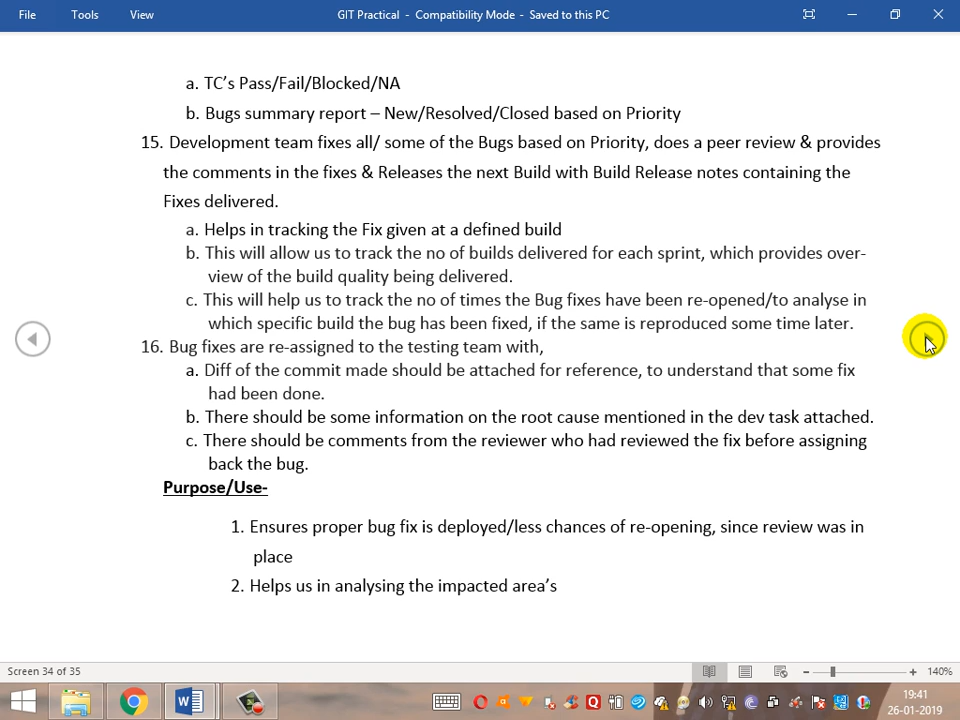 File Tools View GIT Practical - Compatibility Mode - Saved to this PC
a. TC’s Pass/Fail/Blocked/NA
b. Bugs summary report – New/Resolved/Closed based on Priority
15. Development team fixes all/ some of the Bugs based on Priority, does a peer review & provides
the comments in the fixes & Releases the next Build with Build Release notes containing the
Fixes delivered.
a. Helps in tracking the Fix given at a defined build
b. This will allow us to track the no of builds delivered for each sprint, which provides over-
view of the build quality being delivered.
c. This will help us to track the no of times the Bug fixes have been re-opened/to analyse in
which specific build the bug has been fixed, if the same is reproduced some time later.
16. Bug fixes are re-assigned to the testing team with,
a. Diff of the commit made should be attached for reference, to understand that some fix
had been done.
b. There should be some information on the root cause mentioned in the dev task attached.
c. There should be comments from the reviewer who had reviewed the fix before assigning
back the bug.
Purpose/Use-
1. Ensures proper bug fix is deployed/less chances of re-opening, since review was in
place
2. Helps us in analysing the impacted area’s
Screen 34 of 35
140%
19:41
26-01-2019